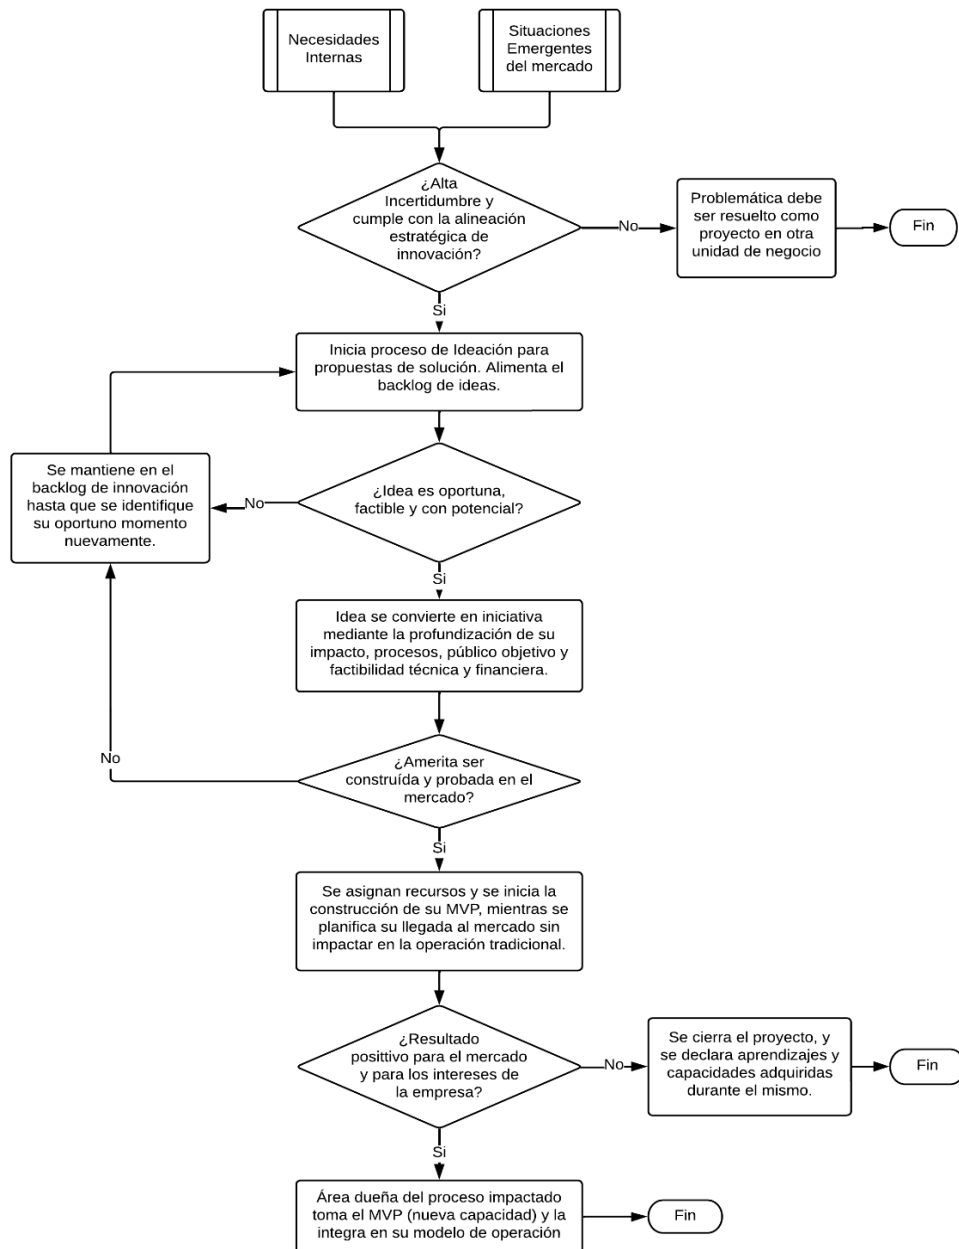 Necesidades
Internas
Situaciones
Emergentes
del mercado
¿Alta
Incertidumbre y
cumple con la alineación
estratégica de
innovación?
No
Problemática debe
ser resuelto como
proyecto en otra
unidad de negocio
Fin
Si
Inicia proceso de Ideación para
propuestas de solución. Alimenta el
backlog de ideas.
Se mantiene en el
backlog de innovación
hasta que se identifique
su oportuno momento
nuevamente.
No
¿Idea es oportuna,
factible y con potencial?
Si
Idea se convierte en iniciativa
mediante la profundización de su
impacto, procesos, público objetivo y
factibilidad técnica y financiera.
No
¿Amerita ser
construída y probada en el
mercado?
Si
Se asignan recursos y se inicia la
construcción de su MVP, mientras se
planifica su llegada al mercado sin
impactar en la operación tradicional.
¿Resultado
posittivo para el mercado
y para los intereses de
la empresa?
No
Se cierra el proyecto, y
se declara aprendizajes y
capacidades adquiridas
durante el mismo.
Fin
Si
Área dueña del proceso impactado
toma el MVP (nueva capacidad) y la
integra en su modelo de operación
Fin